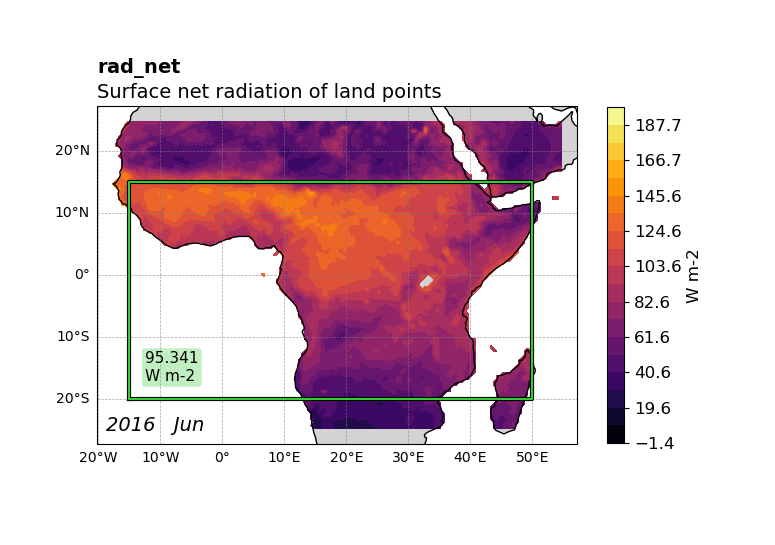 rad_net
Surface net radiation of land points
20°N
10°N
0°
10°S
20°S
20°W 10°W 0° 10°E 20°E 30°E 40°E 50°E
95.341
W m-2
2016 Jun
187.7
166.7
145.6
124.6
103.6
82.6
61.6
40.6
19.6
−1.4
W m-2